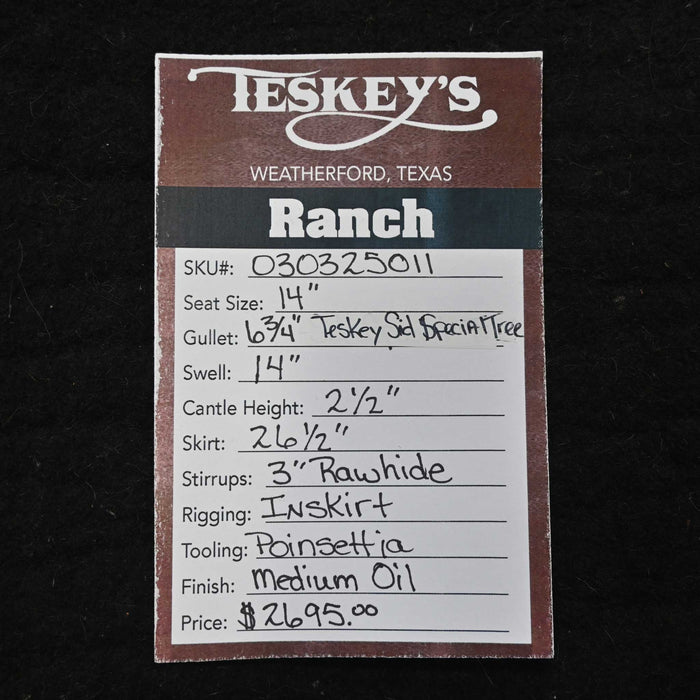 TESKEY'S
WEATHERFORD, TEXAS
Ranch
SKU#: 030325011
Seat Size: 14"
Gullet: 6 3/4" Teskey Sid Special Tree
Swell: 14"
Cantle Height: 2 1/2"
Skirt: 26 1/2"
Stirrups: 3" Rawhide
Rigging: Inskirt
Tooling: Poinsettia
Finish: Medium Oil
Price: $2695.00